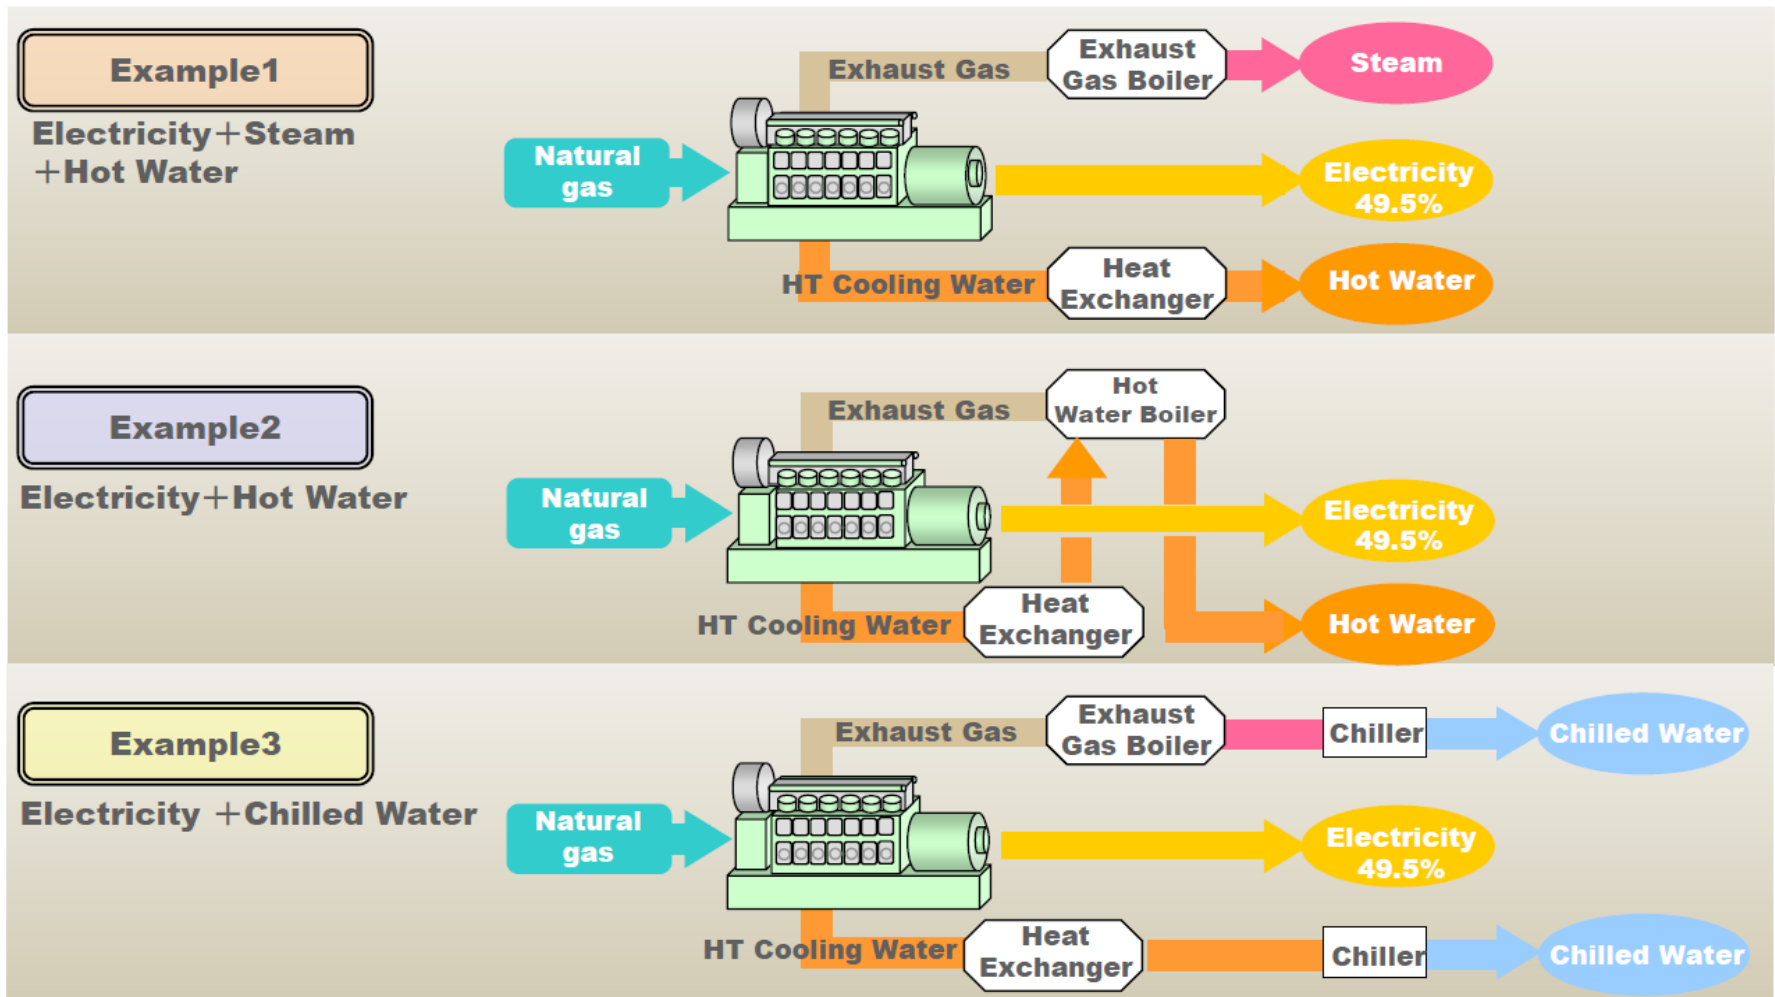 Example1
Electricity＋Steam
＋Hot Water
Natural
gas
Exhaust Gas
Exhaust
Gas Boiler
Steam
Electricity
49.5%
HT Cooling Water
Heat
Exchanger
Hot Water
Example2
Electricity＋Hot Water
Natural
gas
Exhaust Gas
Hot
Water Boiler
Electricity
49.5%
HT Cooling Water
Heat
Exchanger
Hot Water
Example3
Electricity ＋Chilled Water
Natural
gas
Exhaust Gas
Exhaust
Gas Boiler
Chiller
Chilled Water
Electricity
49.5%
HT Cooling Water
Heat
Exchanger
Chiller
Chilled Water